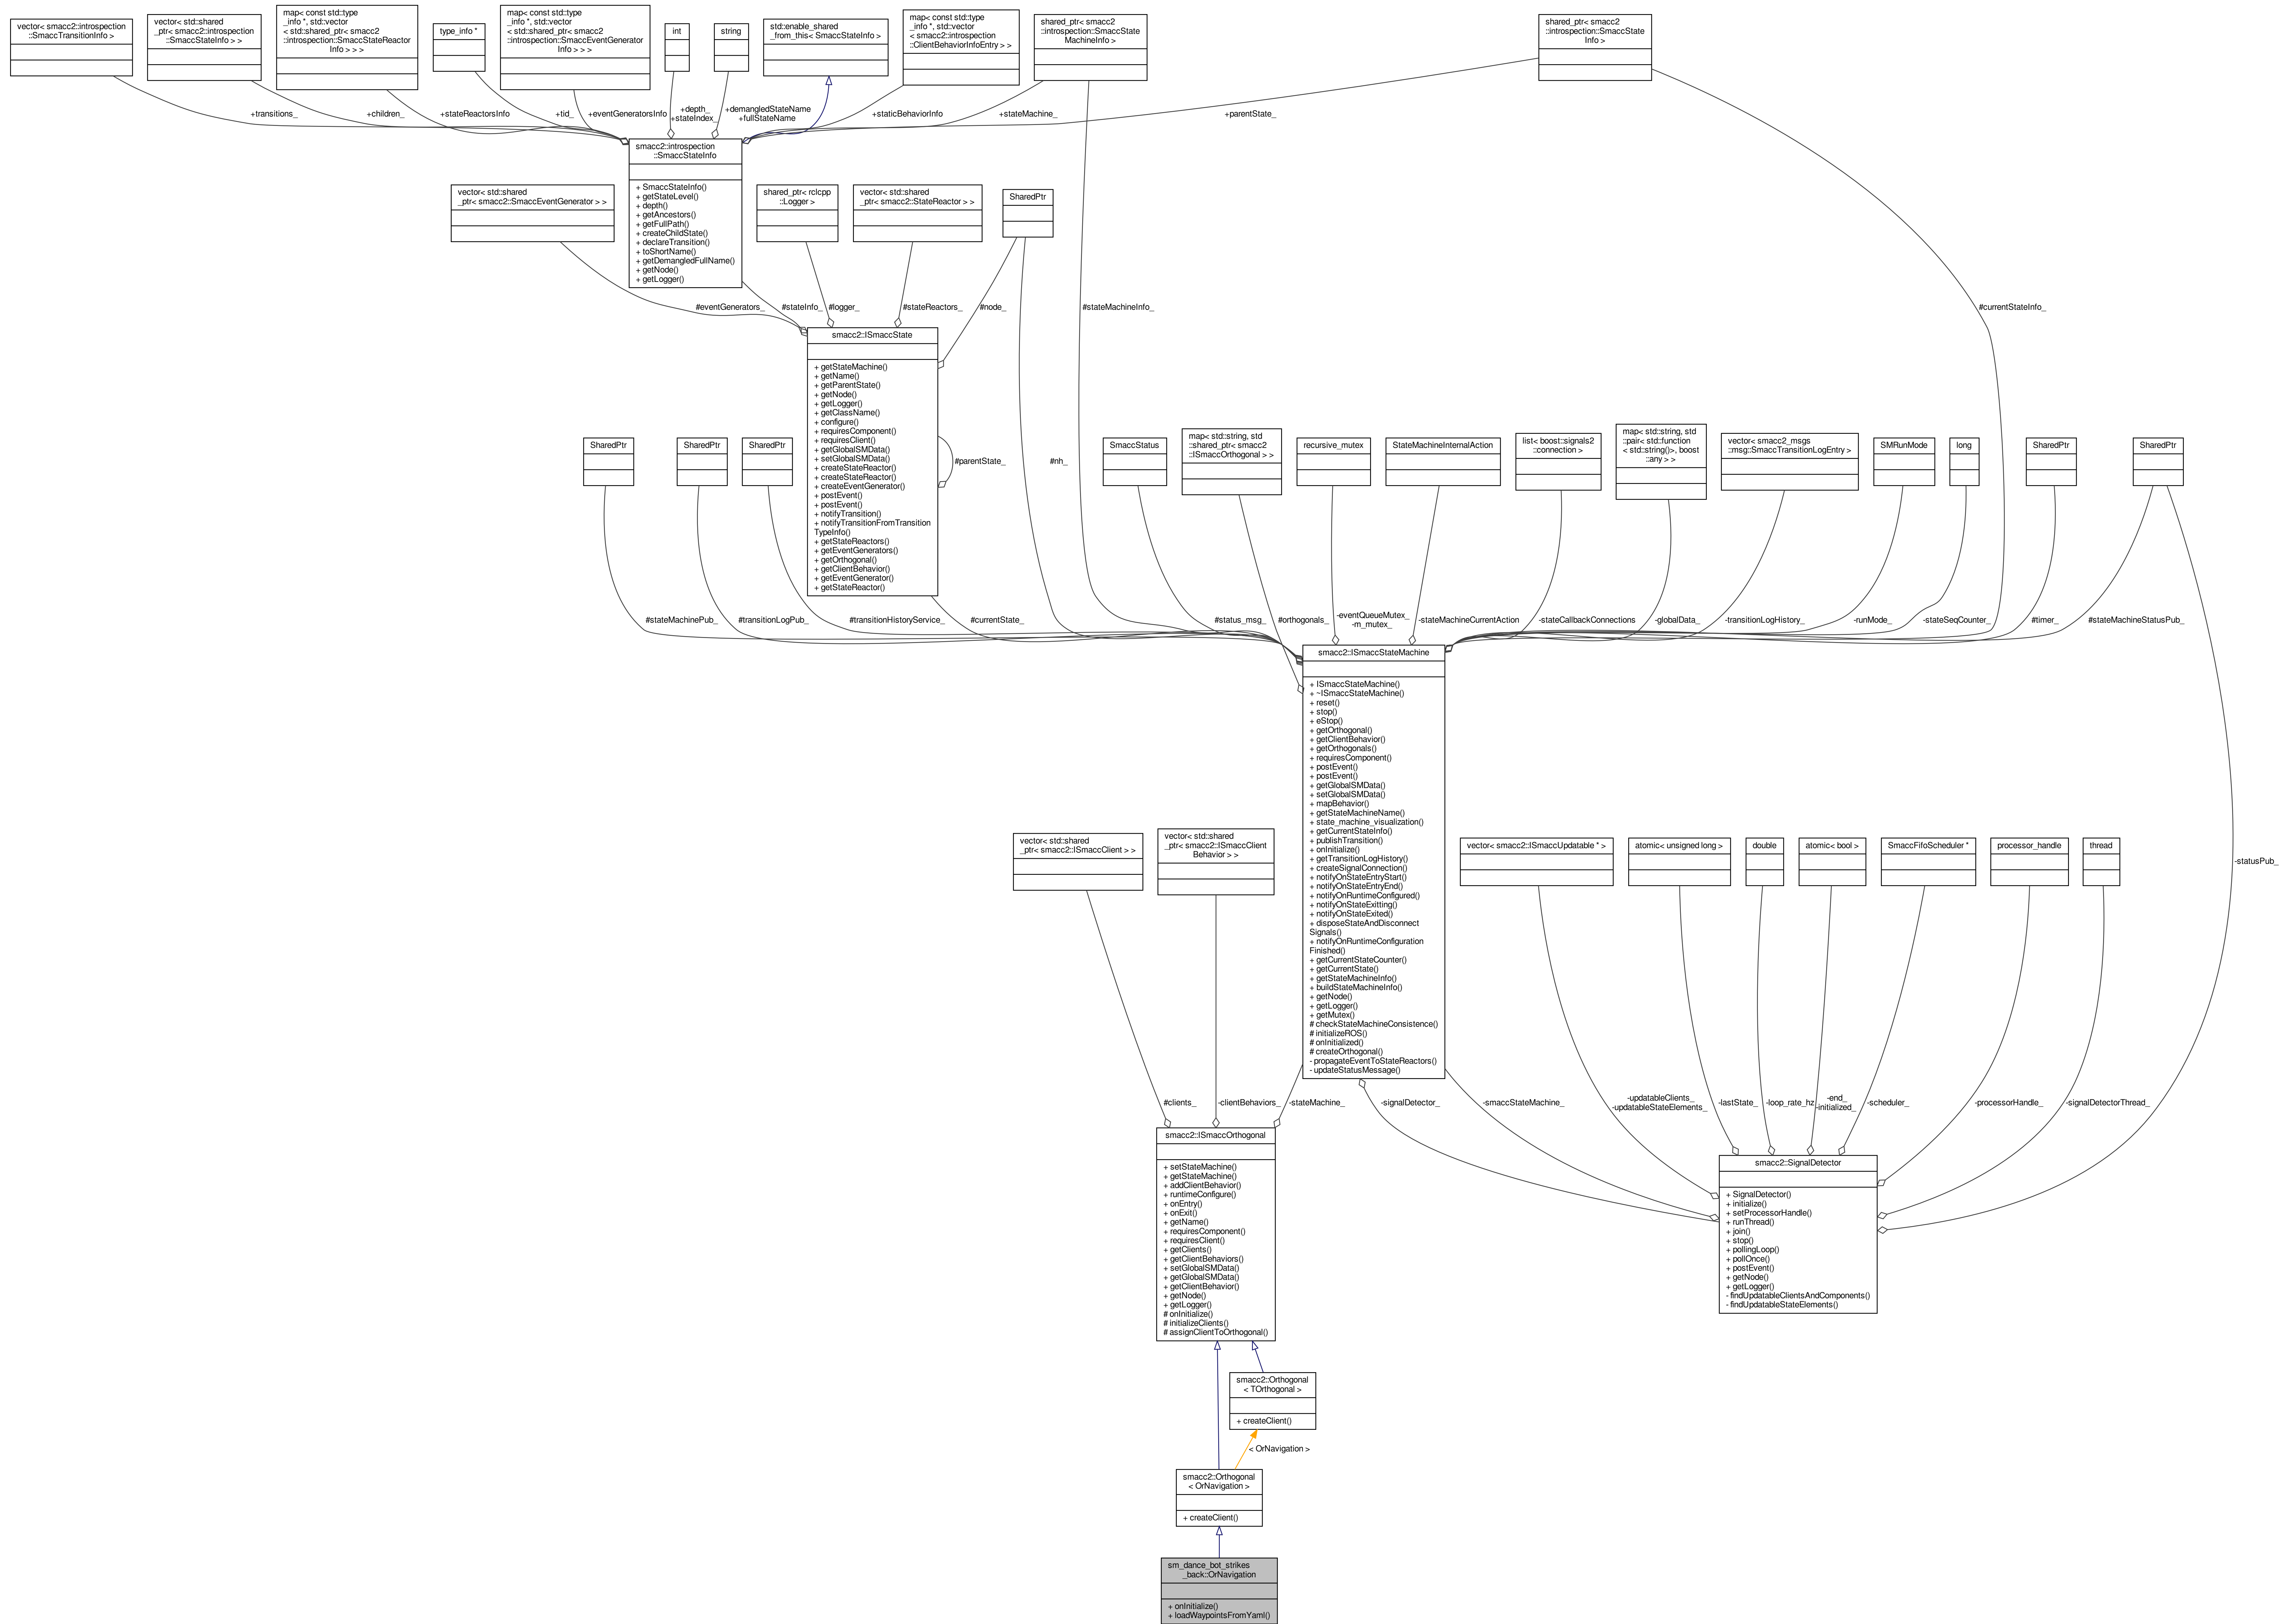 vector< smacc2::introspection
::SmaccTransitionInfo >
vector< std::shared
_ptr< smacc2::introspection
::SmaccStateInfo > >
map< const std::type
_info *, std::vector
< std::shared_ptr< smacc2
::introspection::SmaccStateReactor
Info > > >
type_info *
map< const std::type
_info *, std::vector
< std::shared_ptr< smacc2
::introspection::SmaccEventGenerator
Info > > >
int
string
std::enable_shared
_from_this< SmaccStateInfo >
map< const std::type
_info *, std::vector
< smacc2::introspection
::ClientBehaviorInfoEntry > >
shared_ptr< smacc2
::introspection::SmaccState
MachineInfo >
shared_ptr< smacc2
::introspection::SmaccState
Info >
+transitions_
+children_
+stateReactorsInfo
+tid_
+eventGeneratorsInfo
+depth_
+stateIndex_
+demangledStateName
+fullStateName
+staticBehaviorInfo
+stateMachine_
+parentState_
smacc2::introspection
::SmaccStateInfo
+ SmaccStateInfo()
+ getStateLevel()
+ depth()
+ getAncestors()
+ getFullPath()
+ createChildState()
+ declareTransition()
+ toShortName()
+ getDemangledFullName()
+ getNode()
+ getLogger()
vector< std::shared
_ptr< smacc2::SmaccEventGenerator > >
shared_ptr< rclcpp
::Logger >
vector< std::shared
_ptr< smacc2::StateReactor > >
SharedPtr
#eventGenerators_
#stateInfo_
#logger_
#stateReactors_
#node_
#stateMachineInfo_
#currentStateInfo_
smacc2::ISmaccState
+ getStateMachine()
+ getName()
+ getParentState()
+ getNode()
+ getLogger()
+ getClassName()
+ configure()
+ requiresComponent()
+ requiresClient()
+ getGlobalSMData()
+ setGlobalSMData()
+ createStateReactor()
+ createStateReactor()
+ createEventGenerator()
+ postEvent()
+ postEvent()
+ notifyTransition()
+ notifyTransitionFromTransition
TypeInfo()
+ getStateReactors()
+ getEventGenerators()
+ getOrthogonal()
+ getClientBehavior()
+ getEventGenerator()
+ getStateReactor()
#parentState_
#nh_
SharedPtr
SharedPtr
SharedPtr
SmaccStatus
map< std::string, std
::shared_ptr< smacc2
::ISmaccOrthogonal > >
recursive_mutex
StateMachineInternalAction
list< boost::signals2
::connection >
map< std::string, std
::pair< std::function
< std::string()>, boost
::any > >
vector< smacc2_msgs
::msg::SmaccTransitionLogEntry >
SMRunMode
long
SharedPtr
SharedPtr
#stateMachinePub_
#transitionLogPub_
#transitionHistoryService_
#currentState_
#status_msg_
#orthogonals_
-eventQueueMutex_
-m_mutex_
-stateMachineCurrentAction
-stateCallbackConnections
-globalData_
-transitionLogHistory_
-runMode_
-stateSeqCounter_
#timer_
#stateMachineStatusPub_
smacc2::ISmaccStateMachine
+ ISmaccStateMachine()
+ ~ISmaccStateMachine()
+ reset()
+ stop()
+ eStop()
+ getOrthogonal()
+ getClientBehavior()
+ getOrthogonals()
+ requiresComponent()
+ postEvent()
+ postEvent()
+ getGlobalSMData()
+ setGlobalSMData()
+ mapBehavior()
+ getStateMachineName()
+ state_machine_visualization()
+ getCurrentStateInfo()
+ publishTransition()
+ onInitialize()
+ getTransitionLogHistory()
+ createSignalConnection()
+ notifyOnStateEntryStart()
+ notifyOnStateEntryEnd()
+ notifyOnRuntimeConfigured()
+ notifyOnStateExitting()
+ notifyOnStateExited()
+ disposeStateAndDisconnect
Signals()
+ notifyOnRuntimeConfiguration
Finished()
+ getCurrentStateCounter()
+ getCurrentState()
+ getStateMachineInfo()
+ buildStateMachineInfo()
+ getNode()
+ getLogger()
+ getMutex()
# checkStateMachineConsistence()
# initializeROS()
# onInitialized()
# createOrthogonal()
- propagateEventToStateReactors()
- updateStatusMessage()
vector< std::shared
_ptr< smacc2::ISmaccClient > >
vector< std::shared
_ptr< smacc2::ISmaccClient
Behavior > >
vector< smacc2::ISmaccUpdatable * >
atomic< unsigned long >
double
atomic< bool >
SmaccFifoScheduler *
processor_handle
thread
-statusPub_
#clients_
-clientBehaviors_
-stateMachine_
-signalDetector_
-smaccStateMachine_
-updatableClients_
-updatableStateElements_
-lastState_
-loop_rate_hz
-end_
-initialized_
-scheduler_
-processorHandle_
-signalDetectorThread_
smacc2::ISmaccOrthogonal
+ setStateMachine()
+ getStateMachine()
+ addClientBehavior()
+ runtimeConfigure()
+ onEntry()
+ onExit()
+ getName()
+ requiresComponent()
+ requiresClient()
+ getClients()
+ getClientBehaviors()
+ setGlobalSMData()
+ getGlobalSMData()
+ getClientBehavior()
+ getNode()
+ getLogger()
# onInitialize()
# initializeClients()
# assignClientToOrthogonal()
smacc2::SignalDetector
+ SignalDetector()
+ initialize()
+ setProcessorHandle()
+ runThread()
+ join()
+ stop()
+ pollingLoop()
+ pollOnce()
+ postEvent()
+ getNode()
+ getLogger()
- findUpdatableClientsAndComponents()
- findUpdatableStateElements()
smacc2::Orthogonal
< TOrthogonal >
+ createClient()
< OrNavigation >
smacc2::Orthogonal
< OrNavigation >
+ createClient()
sm_dance_bot_strikes
_back::OrNavigation
+ onInitialize()
+ loadWaypointsFromYaml()